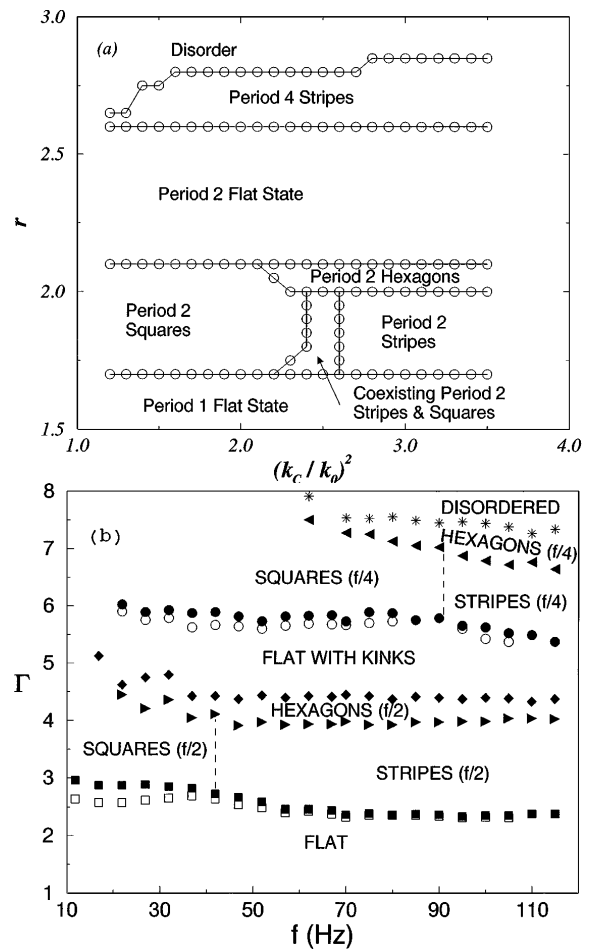 3.0
(a)
Disorder
Period 4 Stripes
2.5
Period 2 Flat State
r
Period 2 Hexagons
2.0
Period 2
Squares
Period 2
Stripes
Coexisting Period 2
Stripes & Squares
Period 1 Flat State
1.5
1.0 2.0 3.0 4.0
(k_C / k_0)^2
8
(b)
DISORDERED
HEXAGONS (f/4)
7
SQUARES (f/4)
STRIPES (f/4)
6
FLAT WITH KINKS
5
Γ
HEXAGONS (f/2)
4
SQUARES (f/2)
STRIPES (f/2)
3
2
FLAT
1
10 30 50 70 90 110
f (Hz)